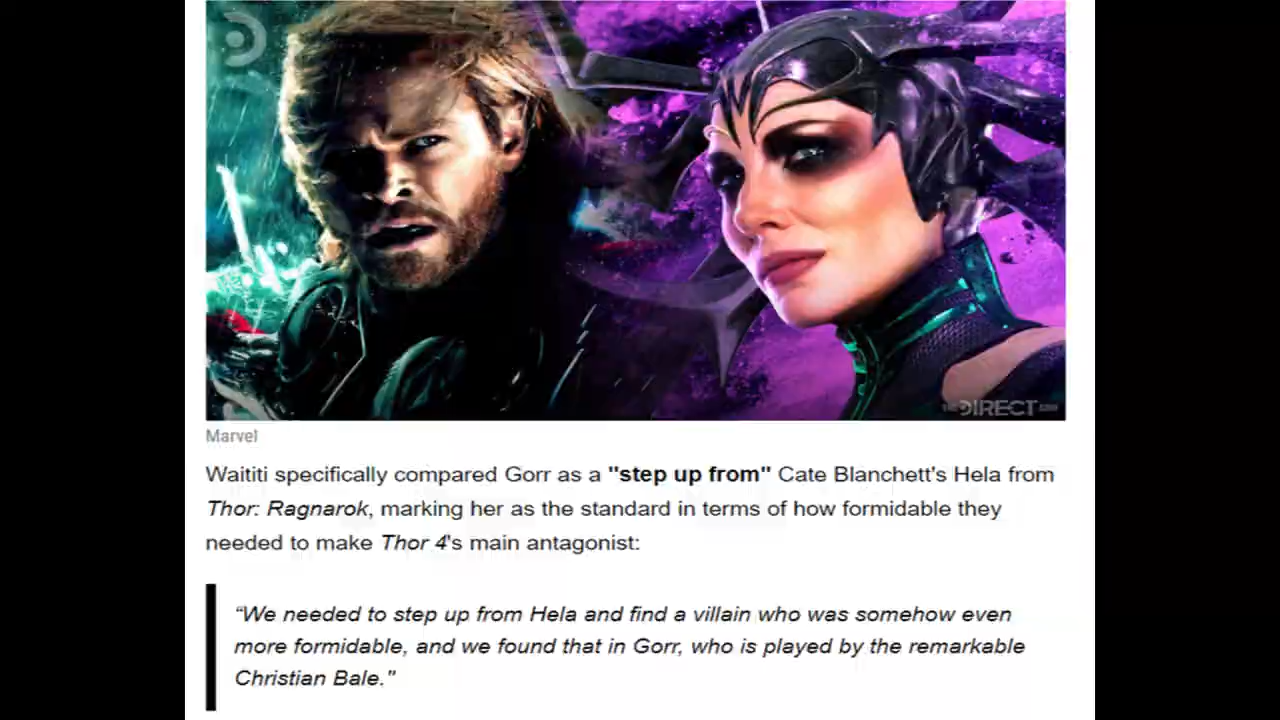 THE DIRECT.COM
Marvel
Waititi specifically compared Gorr as a "step up from" Cate Blanchett's Hela from
Thor: Ragnarok, marking her as the standard in terms of how formidable they
needed to make Thor 4's main antagonist:
“We needed to step up from Hela and find a villain who was somehow even
more formidable, and we found that in Gorr, who is played by the remarkable
Christian Bale."